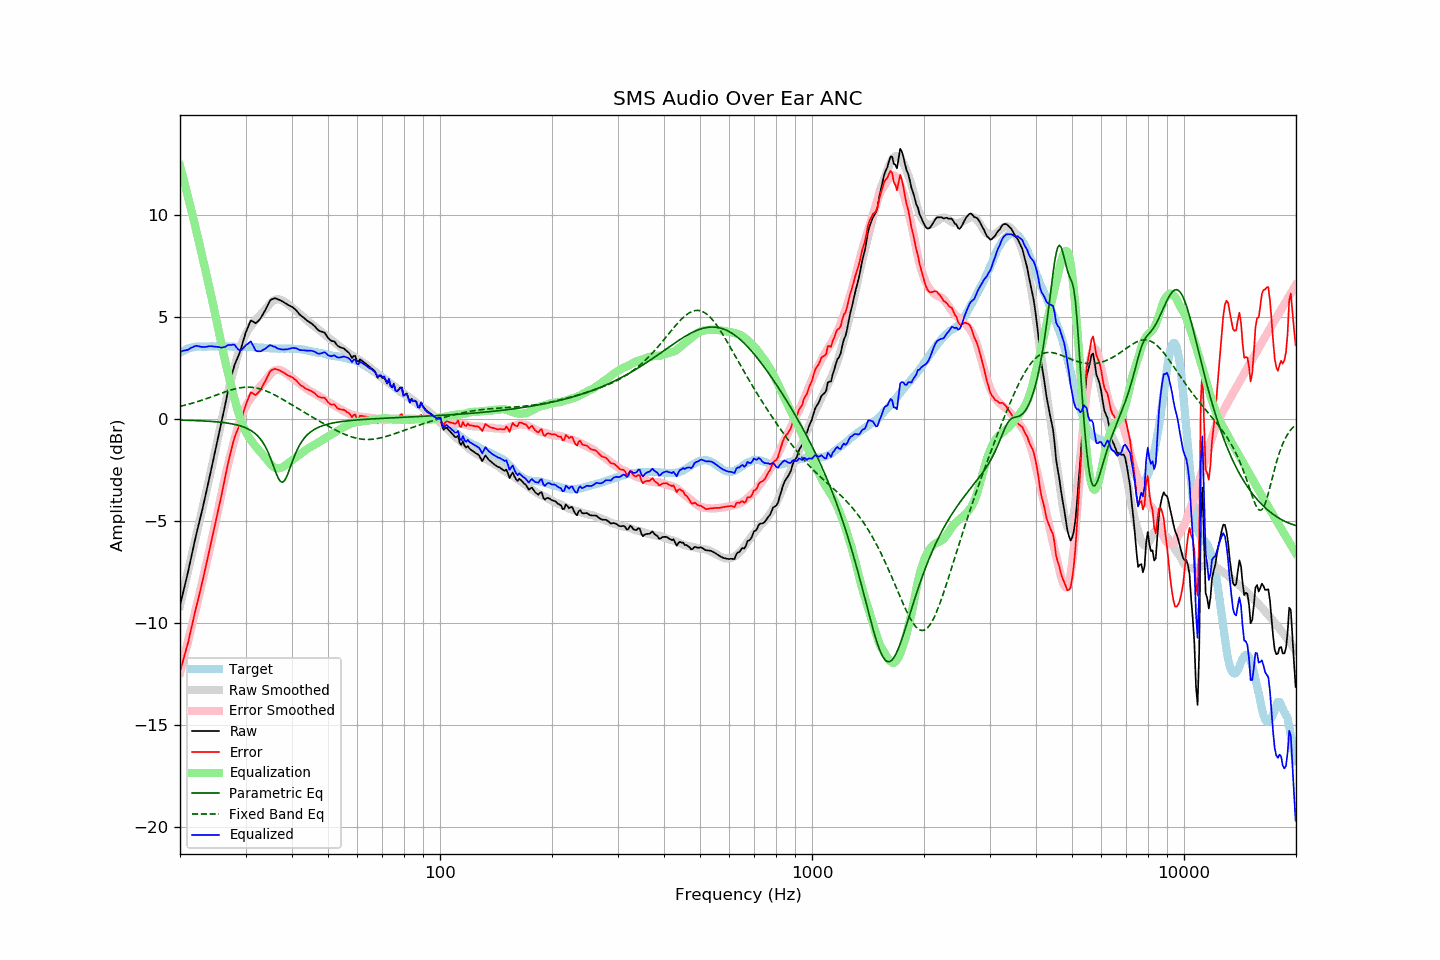 SMS Audio Over Ear ANC
Amplitude (dBr)
10
5
0
−5
−10
−15
−20
Target
Raw Smoothed
Error Smoothed
Raw
Error
Equalization
Parametric Eq
Fixed Band Eq
Equalized
100
1000
10000
Frequency (Hz)